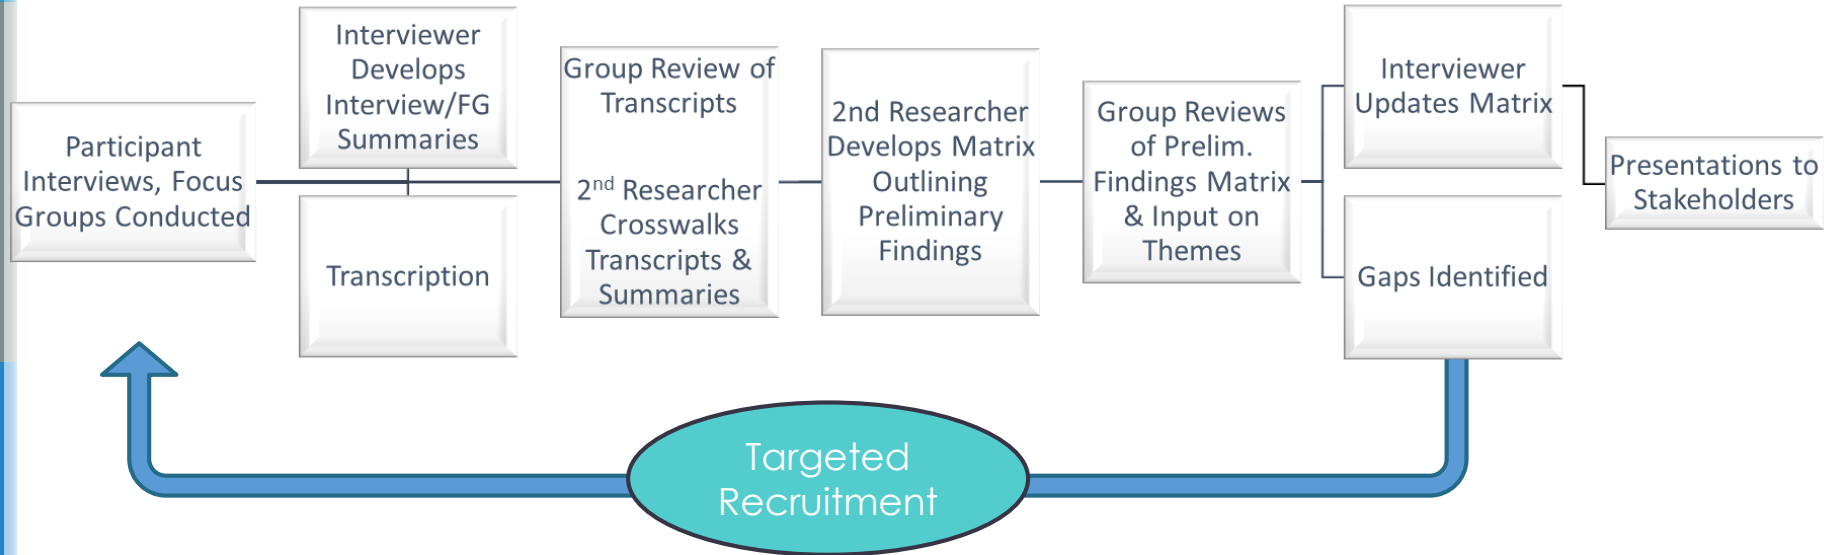 Participant
Interviews, Focus
Groups Conducted
Interviewer
Develops
Interview/FG
Summaries
Transcription
Group Review of
Transcripts
2nd Researcher
Crosswalks
Transcripts &
Summaries
2nd Researcher
Develops Matrix
Outlining
Preliminary
Findings
Group Reviews
of Prelim.
Findings Matrix
& Input on
Themes
Interviewer
Updates Matrix
Gaps Identified
Presentations to
Stakeholders
Targeted
Recruitment